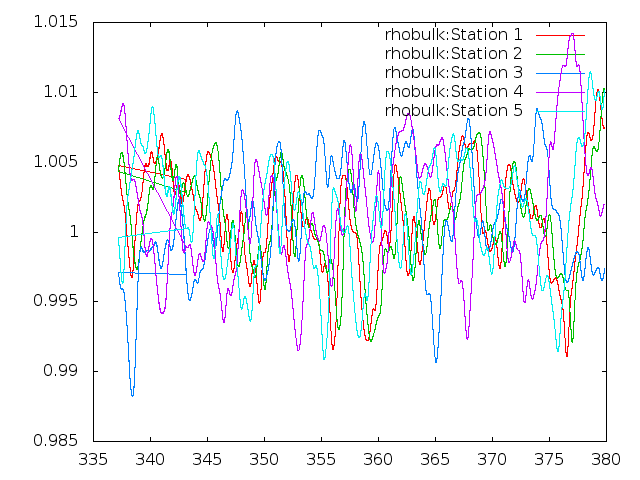 1.015
1.01
1.005
1
0.995
0.99
0.985
335 340 345 350 355 360 365 370 375 380
rhobulk:Station 1
rhobulk:Station 2
rhobulk:Station 3
rhobulk:Station 4
rhobulk:Station 5